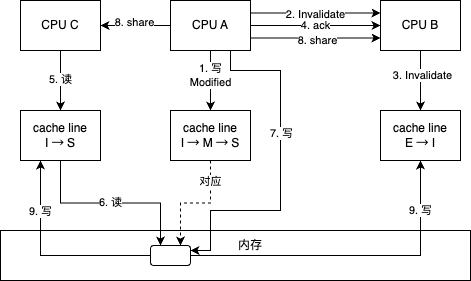 CPU C
8. share
CPU A
2. Invalidate
4. ack
8. share
CPU B
5. 读
1. 写
Modified
7. 写
3. Invalidate
cache line
I → S
cache line
I → M → S
cache line
E → I
对应
9. 写
6. 读
9. 写
内存